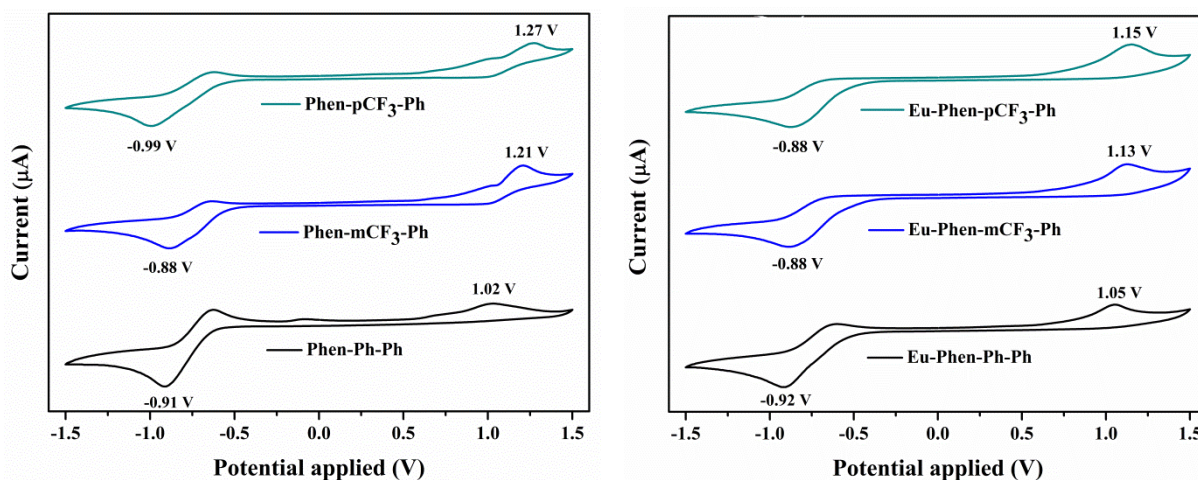 1.27 V
Phen-pCF3-Ph
-0.99 V
1.21 V
Phen-mCF3-Ph
-0.88 V
1.02 V
Phen-Ph-Ph
-0.91 V
Current (μA)
-1.5 -1.0 -0.5 0.0 0.5 1.0 1.5
Potential applied (V)
1.15 V
Eu-Phen-pCF3-Ph
-0.88 V
1.13 V
Eu-Phen-mCF3-Ph
-0.88 V
1.05 V
Eu-Phen-Ph-Ph
-0.92 V
Current (μA)
-1.5 -1.0 -0.5 0.0 0.5 1.0 1.5
Potential applied (V)